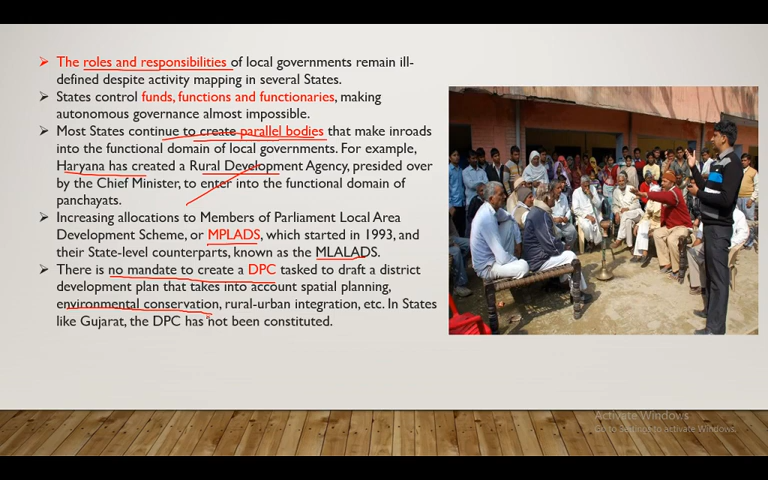 The roles and responsibilities of local governments remain ill-
defined despite activity mapping in several States.
States control funds, functions and functionaries, making
autonomous governance almost impossible.
Most States continue to create parallel bodies that make inroads
into the functional domain of local governments. For example,
Haryana has created a Rural Development Agency, presided over
by the Chief Minister, to enter into the functional domain of
panchayats.
Increasing allocations to Members of Parliament Local Area
Development Scheme, or MPLADS, which started in 1993, and
their State-level counterparts, known as the MLALADS.
There is no mandate to create a DPC tasked to draft a district
development plan that takes into account spatial planning,
environmental conservation, rural-urban integration, etc. In States
like Gujarat, the DPC has not been constituted.
Activate Windows
Go to Settings to activate Windows.